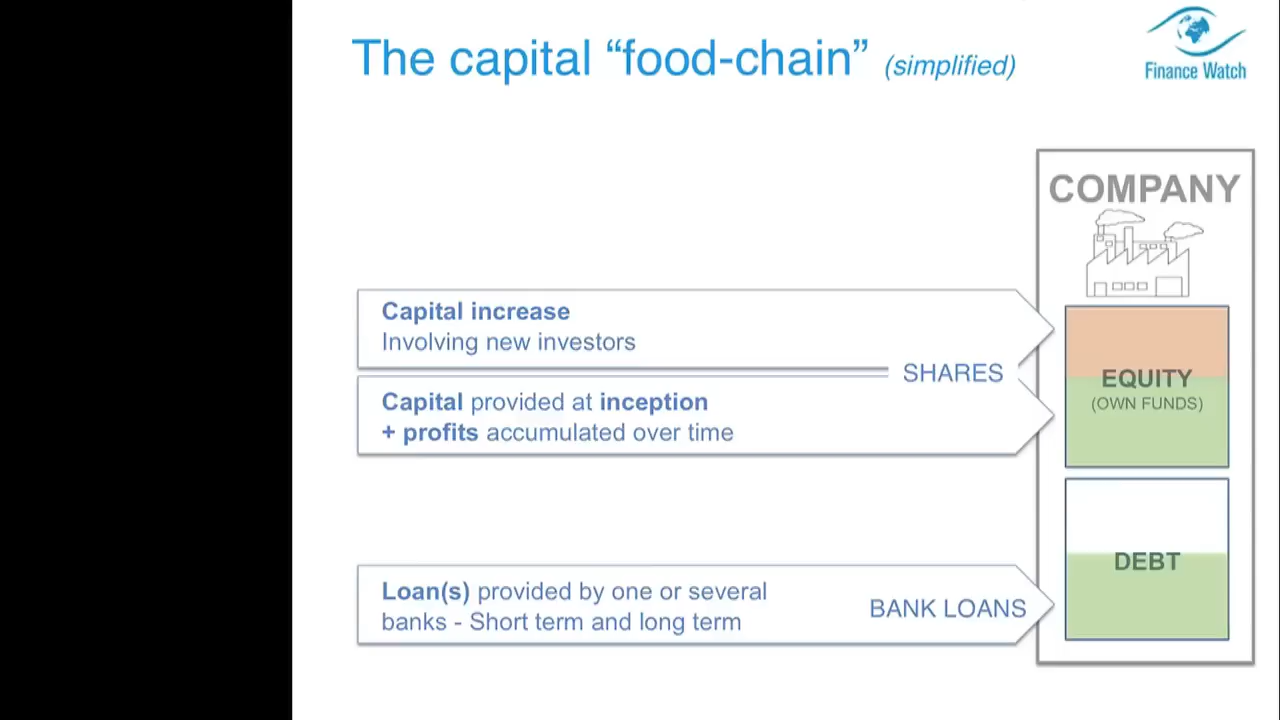 The capital “food-chain” (simplified)
Finance Watch
COMPANY
Capital increase
Involving new investors
SHARES
Capital provided at inception
+ profits accumulated over time
EQUITY
(OWN FUNDS)
DEBT
Loan(s) provided by one or several
banks - Short term and long term
BANK LOANS